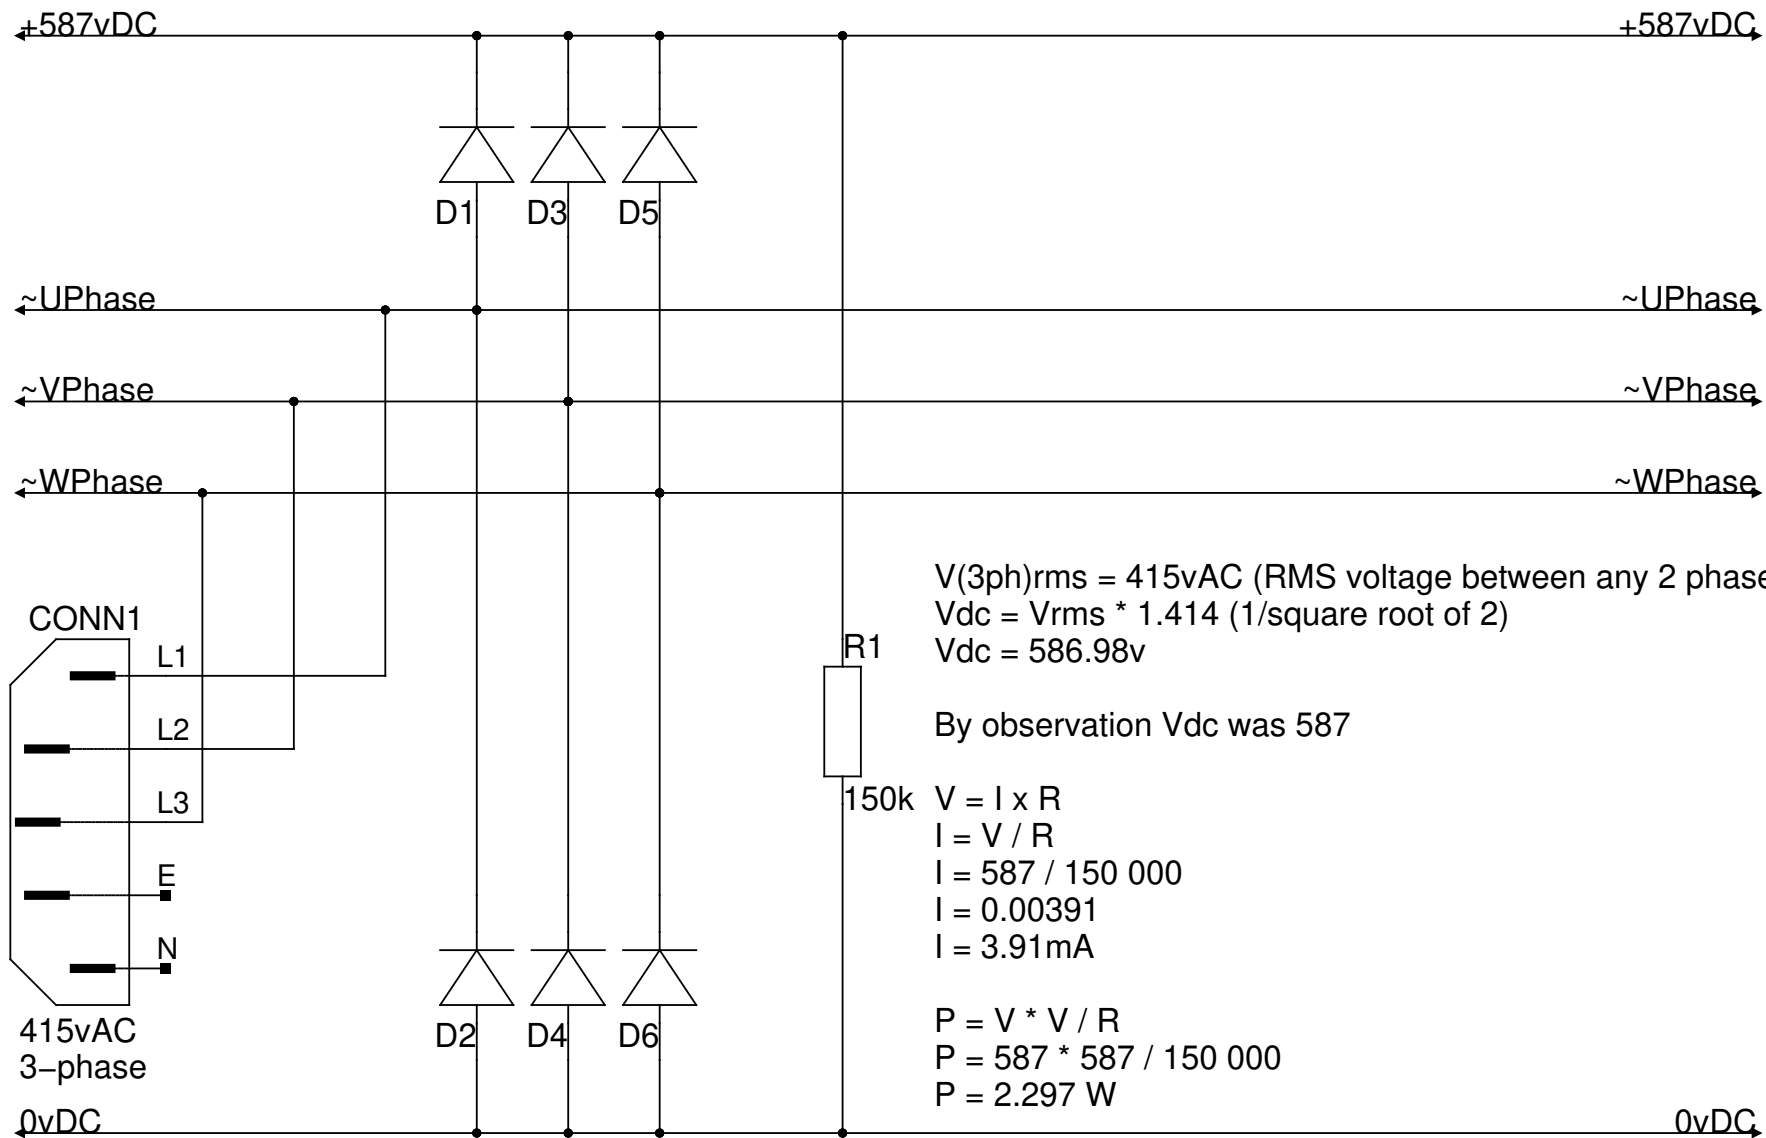 +587vDC
+587vDC
D1
D3
D5
~UPhase
~UPhase
~VPhase
~VPhase
~WPhase
~WPhase
CONN1
L1
L2
L3
E
N
415vAC
3–phase
R1
150k
V(3ph)rms = 415vAC (RMS voltage between any 2 phase
Vdc = Vrms * 1.414 (1/square root of 2)
Vdc = 586.98v
By observation Vdc was 587
V = I x R
I = V / R
I = 587 / 150 000
I = 0.00391
I = 3.91mA
P = V * V / R
P = 587 * 587 / 150 000
P = 2.297 W
D2
D4
D6
0vDC
0vDC